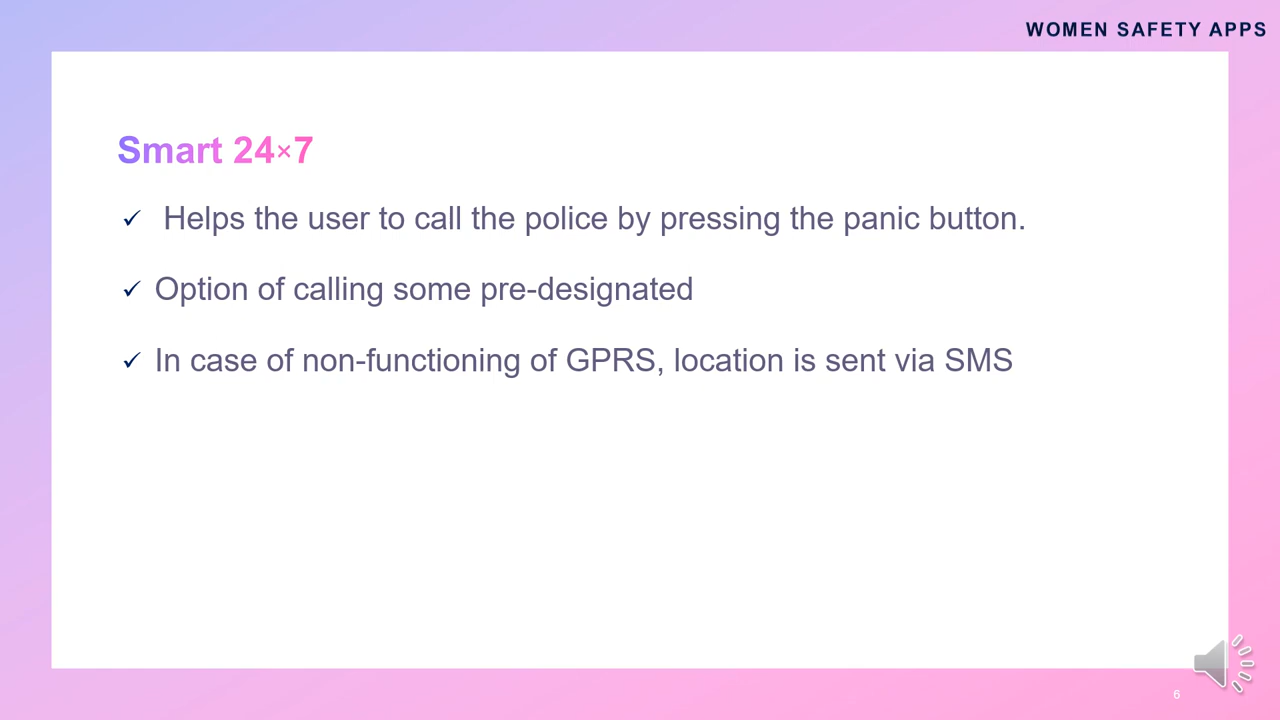 WOMEN SAFETY APPS
Smart 24×7
✓ Helps the user to call the police by pressing the panic button.
✓ Option of calling some pre-designated
✓ In case of non-functioning of GPRS, location is sent via SMS
6